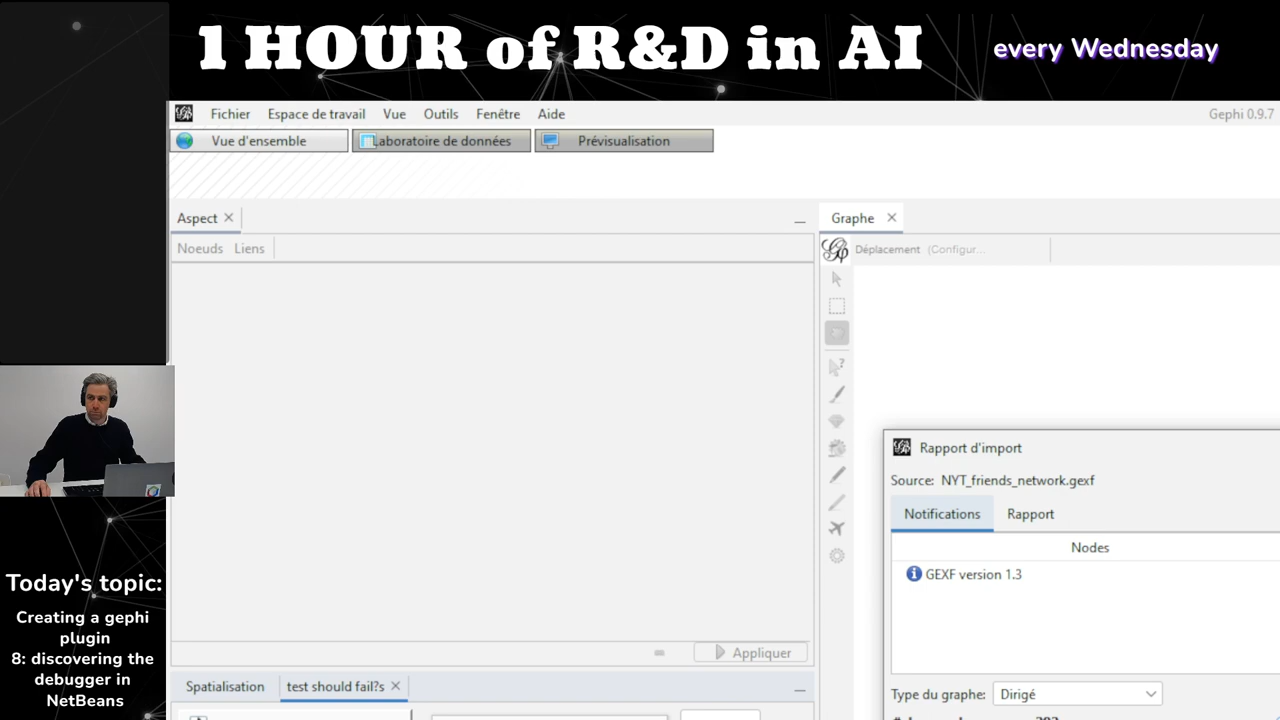 1 HOUR of R&D in AI
every Wednesday
Fichier Espace de travail Vue Outils Fenêtre Aide
Gephi 0.9.7
Vue d'ensemble
Laboratoire de données
Prévisualisation
Aspect
Noeuds Liens
Graphe
Déplacement (Configur...
Rapport d'import
Source: NYT_friends_network.gexf
Notifications Rapport
Nodes
GEXF version 1.3
Appliquer
Spatialisation
test should fail?s
Type du graphe: Dirigé
Today's topic:
Creating a gephi
plugin
8: discovering the
debugger in
NetBeans